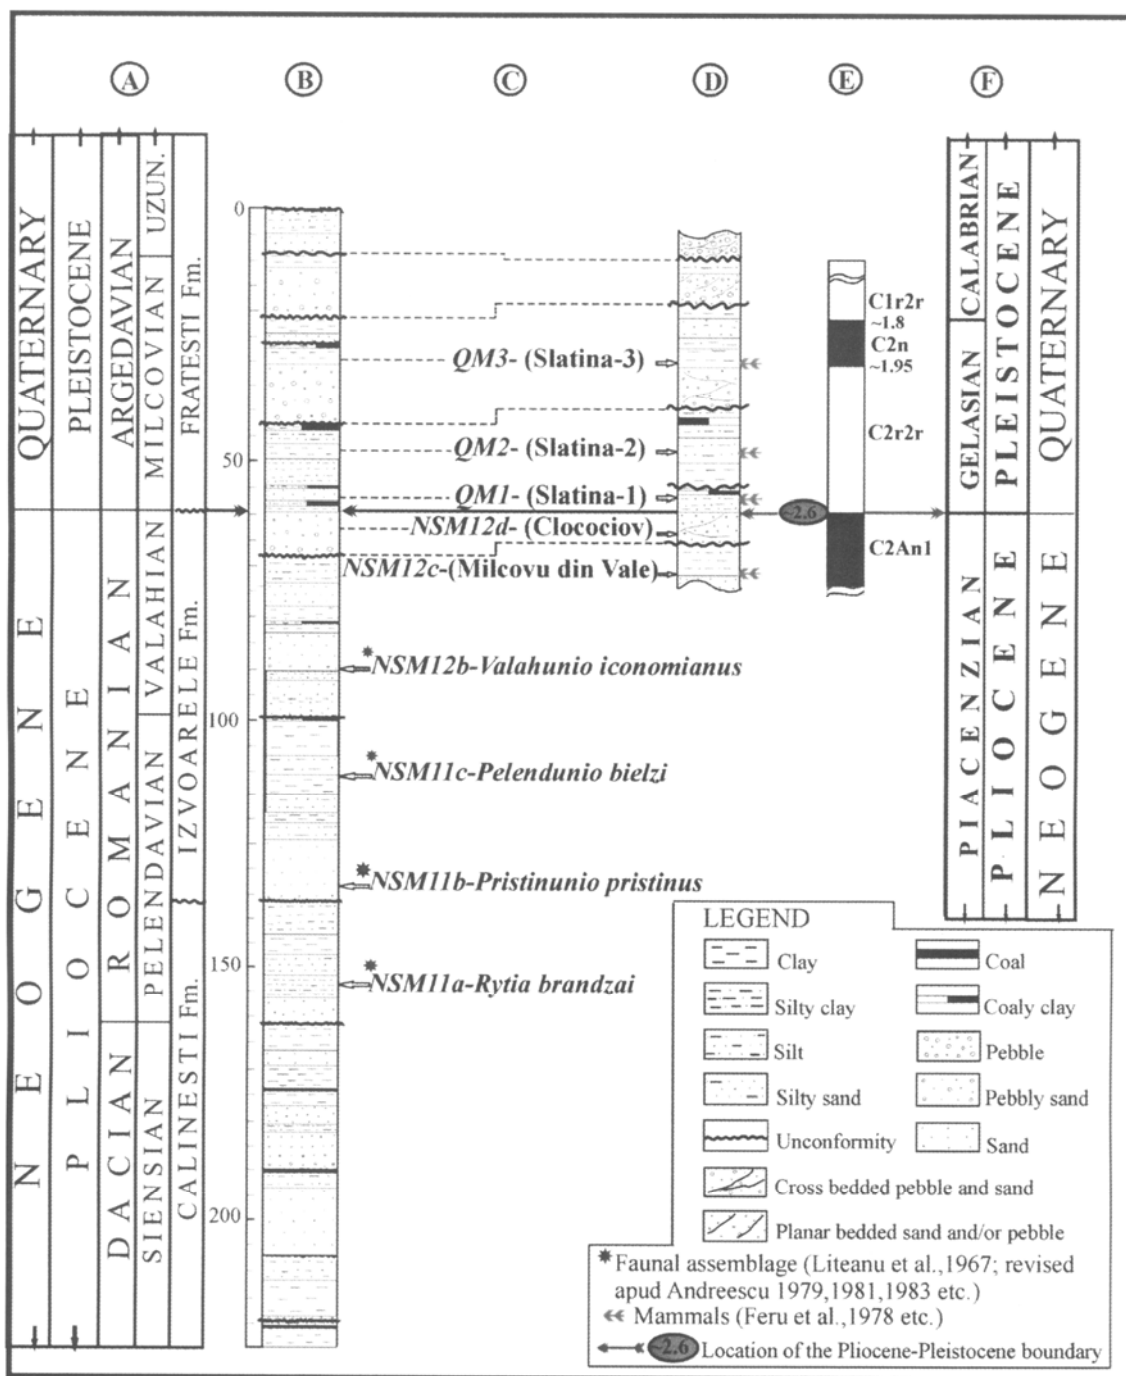 A B C D E F
QUATERNARY
PLEISTOCENE
ARGEDAVIAN
UZUN.
MILCOVIAN
FRATESTI Fm.
NEOGENE
PLIOCENE
ROMANIAN
DACIAN
VALAHIAN
PELENDAVIAN
SIENSIAN
IZVOARELE Fm.
CALINESTI Fm.
0
50
100
150
200
QM3- (Slatina-3)
QM2- (Slatina-2)
QM1- (Slatina-1)
NSM12d- (Clocociov)
NSM12c-(Milcovu din Vale)
NSM12b-Valahunio iconomianus
NSM11c-Pelendunio bielzi
NSM11b-Pristinunio pristinus
NSM11a-Rytia brandzai
C1r2r
~1.8
C2n
~1.95
C2r2r
~2.6
C2An1
CALABRIAN
GELASIAN
PLEISTOCENE
QUATERNARY
PIACENZIAN
PLIOCENE
NEOGENE
LEGEND
Clay
Coal
Silty clay
Coaly clay
Silt
Pebble
Silty sand
Pebbly sand
Unconformity
Sand
Cross bedded pebble and sand
Planar bedded sand and/or pebble
Faunal assemblage (Liteanu et al.,1967; revised
apud Andreescu 1979,1981,1983 etc.)
Mammals (Feru et al.,1978 etc.)
~2.6 Location of the Pliocene-Pleistocene boundary